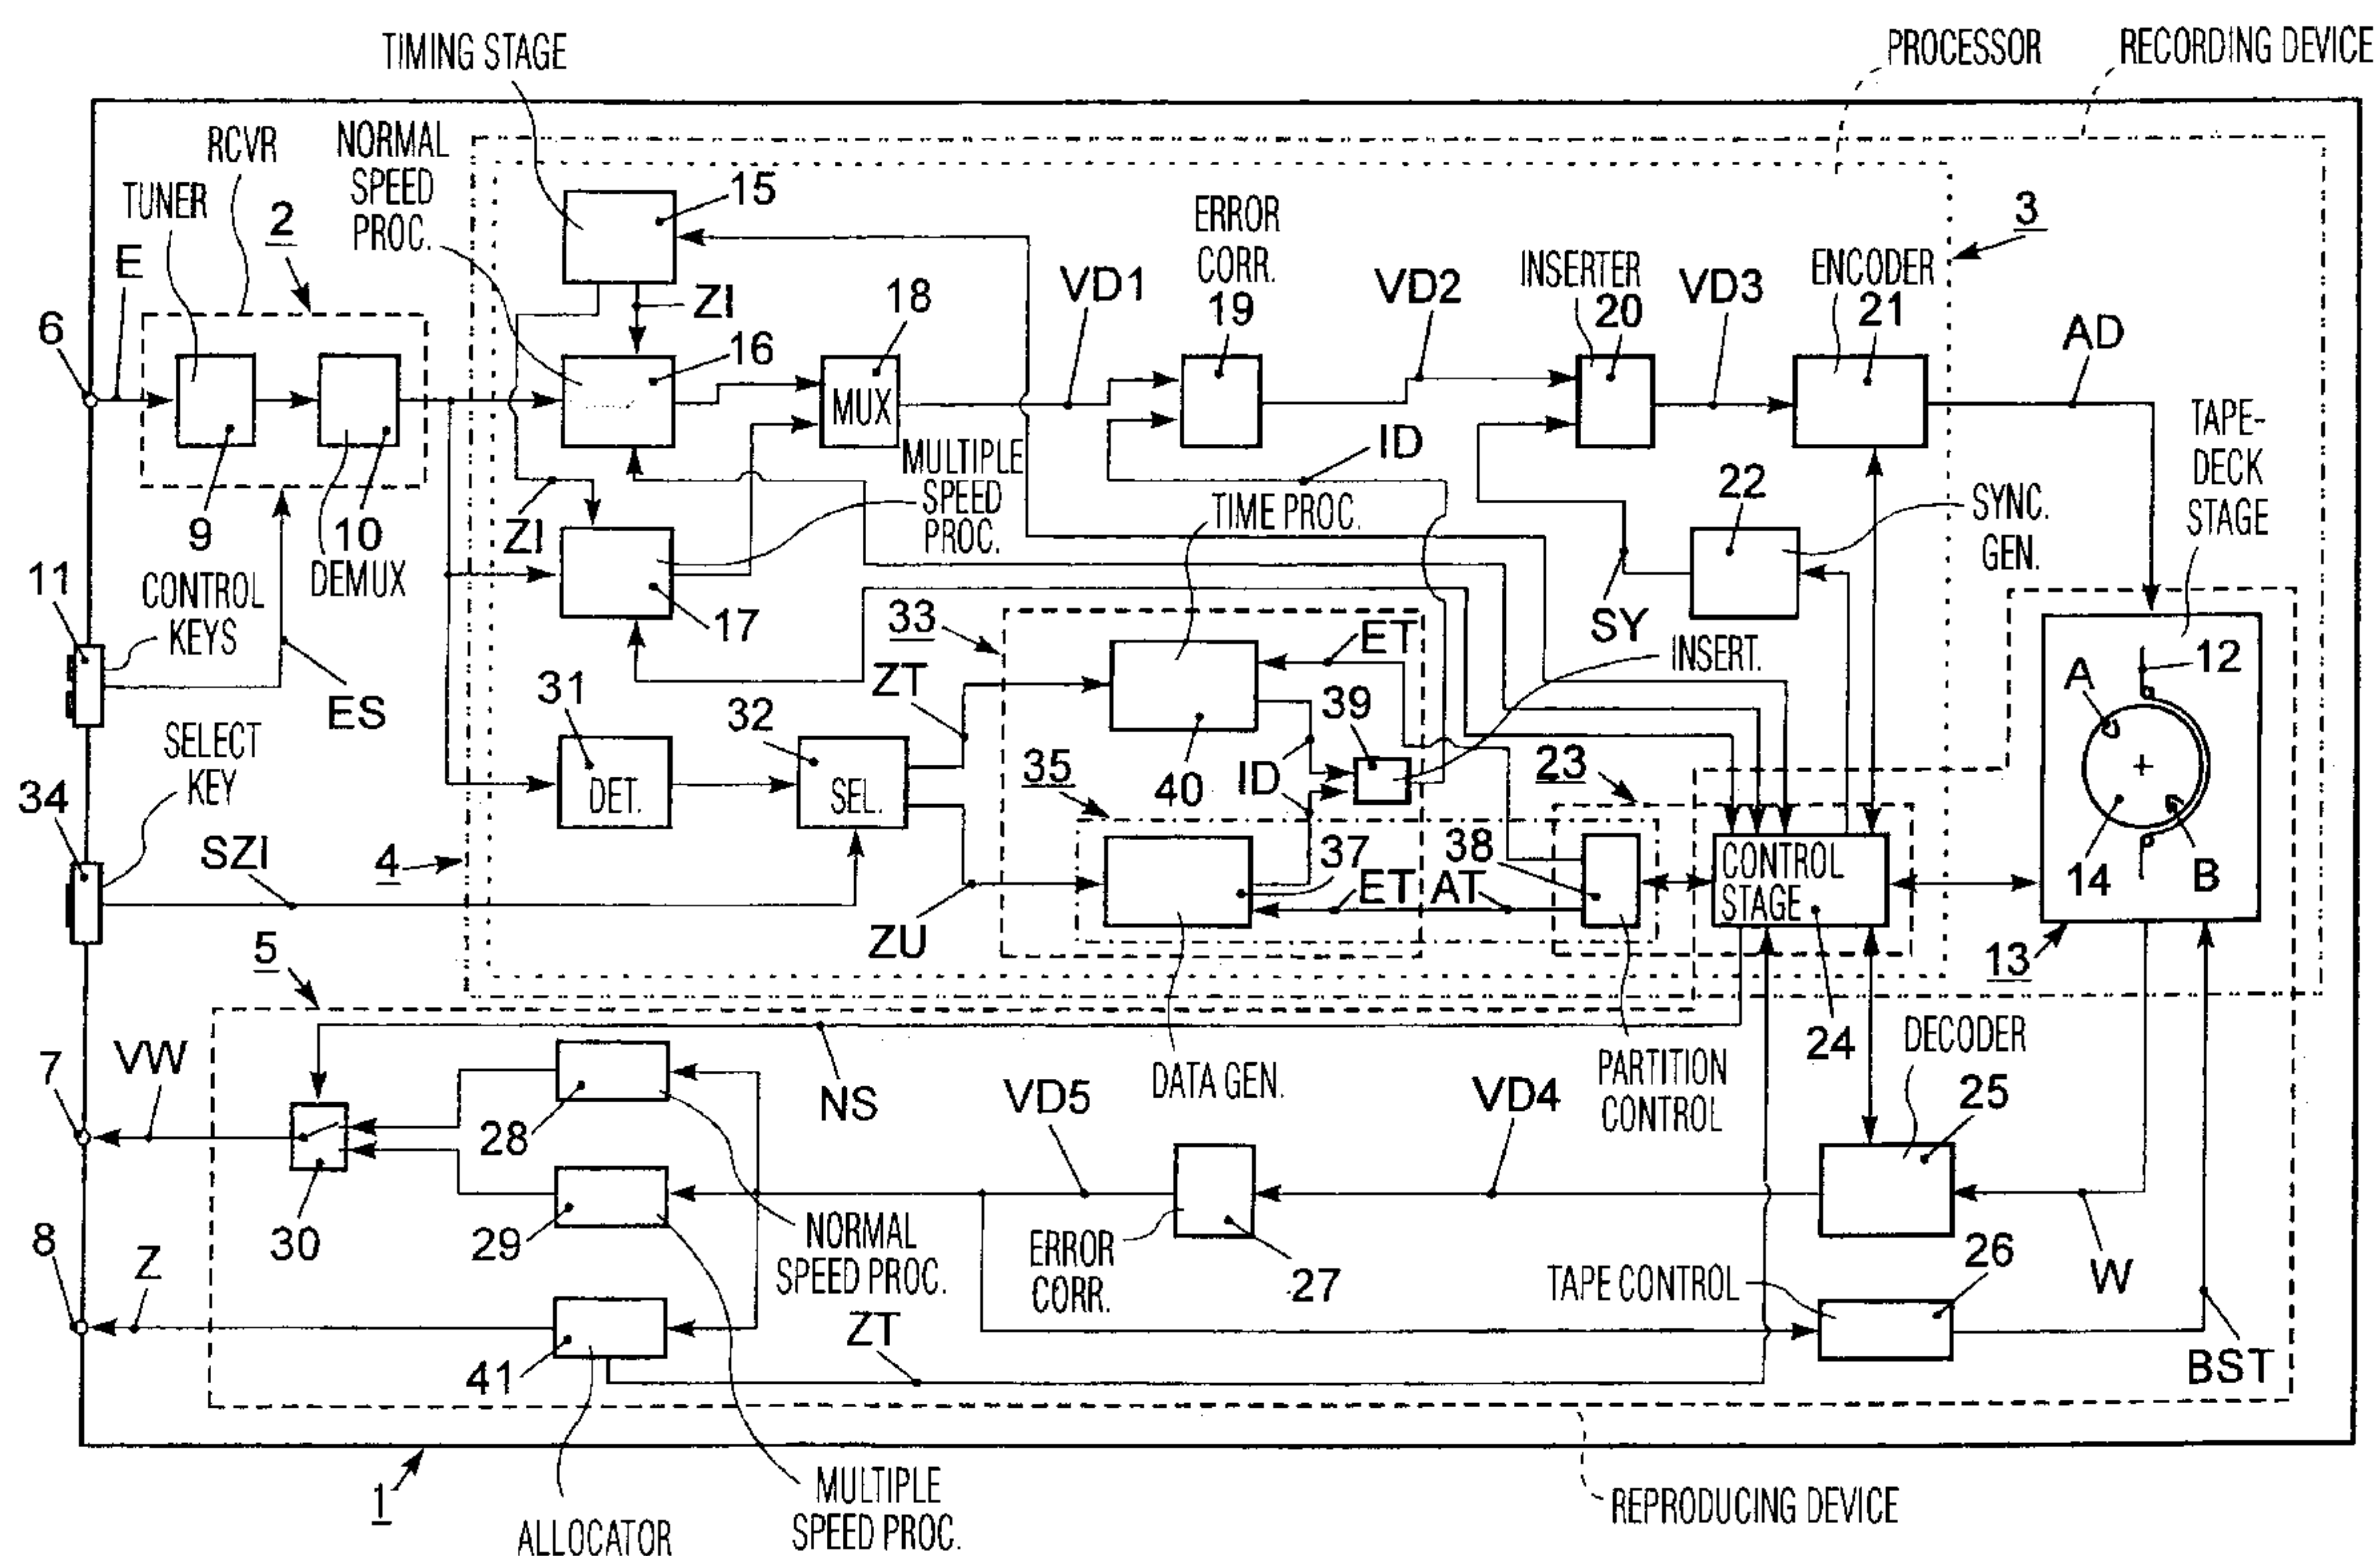 TIMING STAGE
PROCESSOR
RECORDING DEVICE
RCVR
NORMAL
SPEED
PROC.
TUNER
2
15
ERROR
CORR.
19
3
E
ZI
18
VD1
VD2
INSERTER
20
VD3
ENCODER
21
AD
6
16
MUX
TAPE-
DECK
STAGE
9
10
DEMUX
ZI
MULTIPLE
SPEED
PROC.
ID
TIME PROC.
22
SYNC.
GEN.
11
CONTROL
KEYS
17
33
ET
SY
INSERT.
12
A
ES
ZT
31
32
39
SELECT
KEY
DET.
SEL.
40
ID
35
23
34
SZI
4
37
38
CONTROL
STAGE
14
B
ET
AT
ZU
5
13
7
VW
28
NS
DATA GEN.
PARTITION
CONTROL
24
DECODER
25
VD5
VD4
30
29
NORMAL
SPEED PROC.
ERROR
CORR.
27
TAPE CONTROL
26
W
8
Z
ZT
41
BST
1
ALLOCATOR
MULTIPLE
SPEED PROC.
REPRODUCING DEVICE